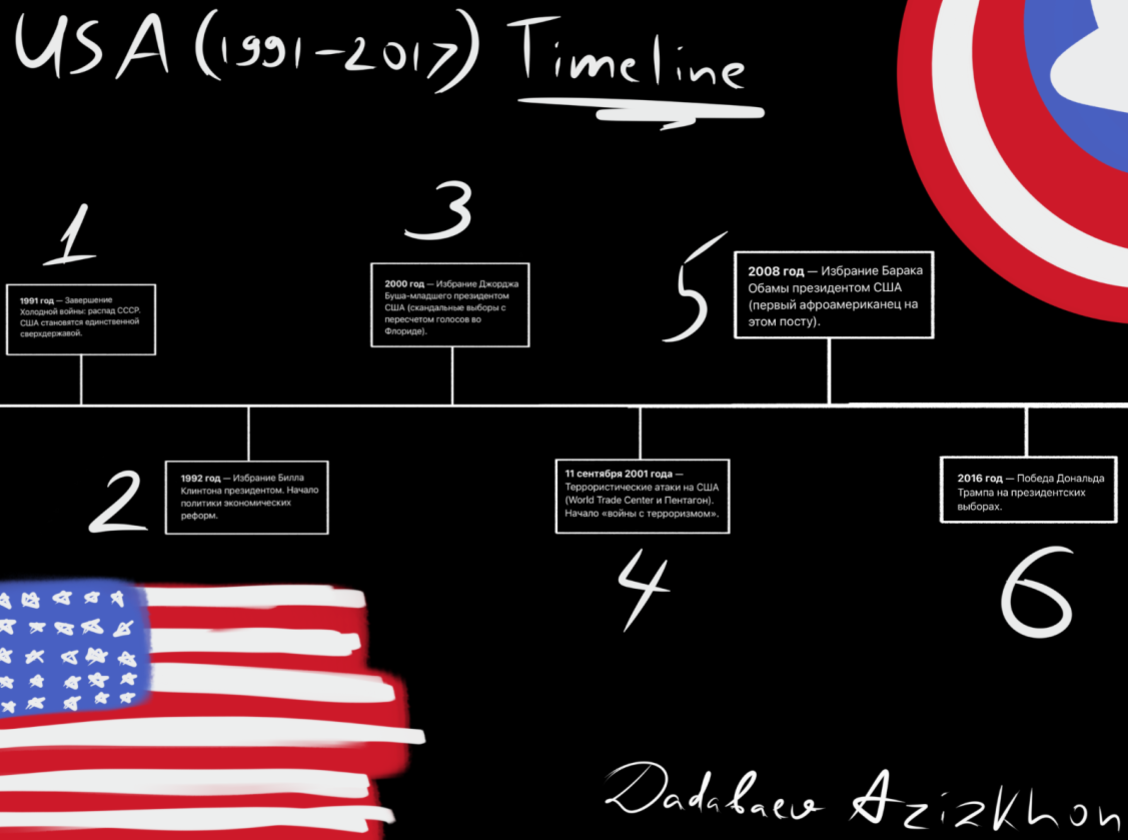 USA (1991-2017) Timeline
1
1991 год — Завершение
Холодной войны: распад СССР.
США становятся единственной
сверхдержавой.
2
1992 год — Избрание Билла
Клинтона президентом. Начало
политики экономических
реформ.
3
2000 год — Избрание Джорджа
Буша-младшего президентом
США (скандальные выборы с
пересчетом голосов во
Флориде).
4
11 сентября 2001 года —
Террористические атаки на США
(World Trade Center и Пентагон).
Начало «войны с терроризмом».
5
2008 год — Избрание Барака
Обамы президентом США
(первый афроамериканец на
этом посту).
6
2016 год — Победа Дональда
Трампа на президентских
выборах.
Dadabaev Azizkhon